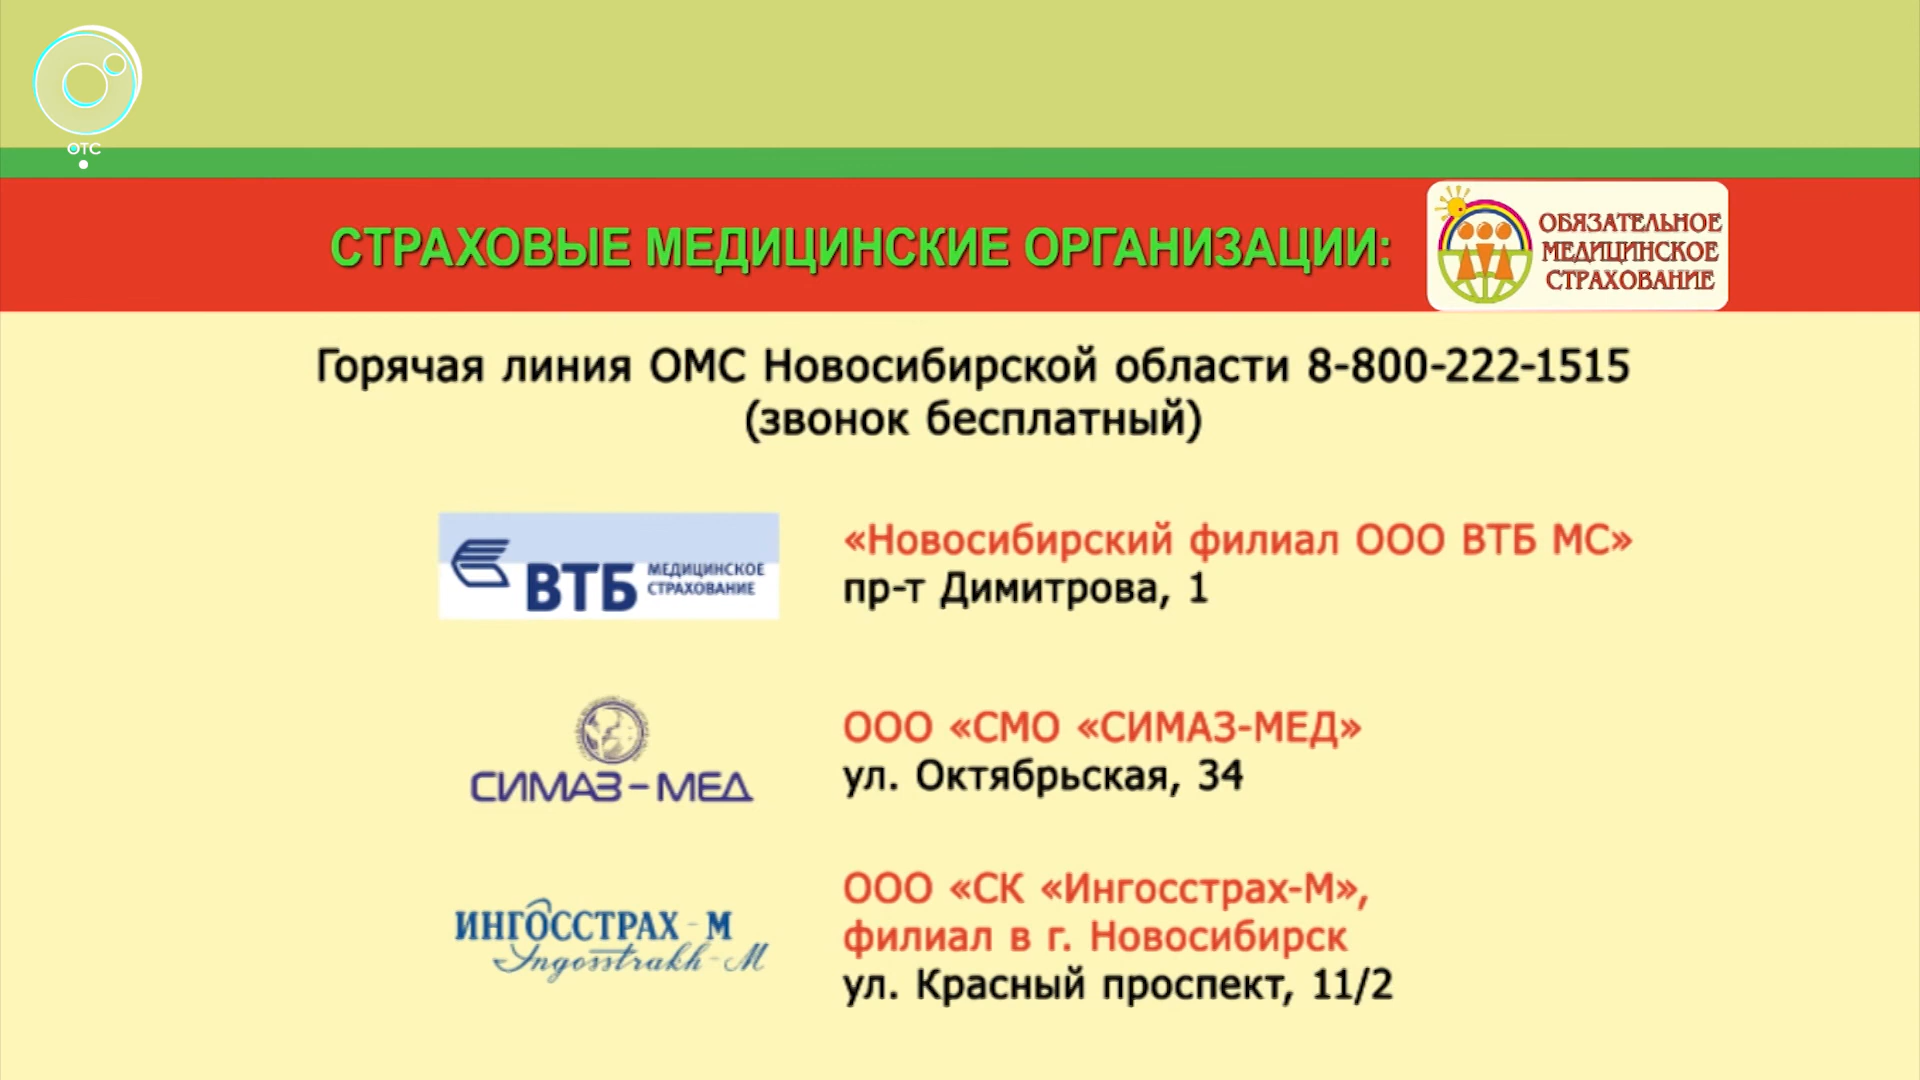 ОТС
СТРАХОВЫЕ МЕДИЦИНСКИЕ ОРГАНИЗАЦИИ:
ОБЯЗАТЕЛЬНОЕ
МЕДИЦИНСКОЕ
СТРАХОВАНИЕ
Горячая линия ОМС Новосибирской области 8-800-222-1515
(звонок бесплатный)
ВТБ
МЕДИЦИНСКОЕ
СТРАХОВАНИЕ
«Новосибирский филиал ООО ВТБ МС»
пр-т Димитрова, 1
СИМАЗ-МЕД
ООО «СМО «СИМАЗ-МЕД»
ул. Октябрьская, 34
ИНГОССТРАХ-М
Ingosstrakh-M
ООО «СК «Ингосстрах-М»,
филиал в г. Новосибирск
ул. Красный проспект, 11/2